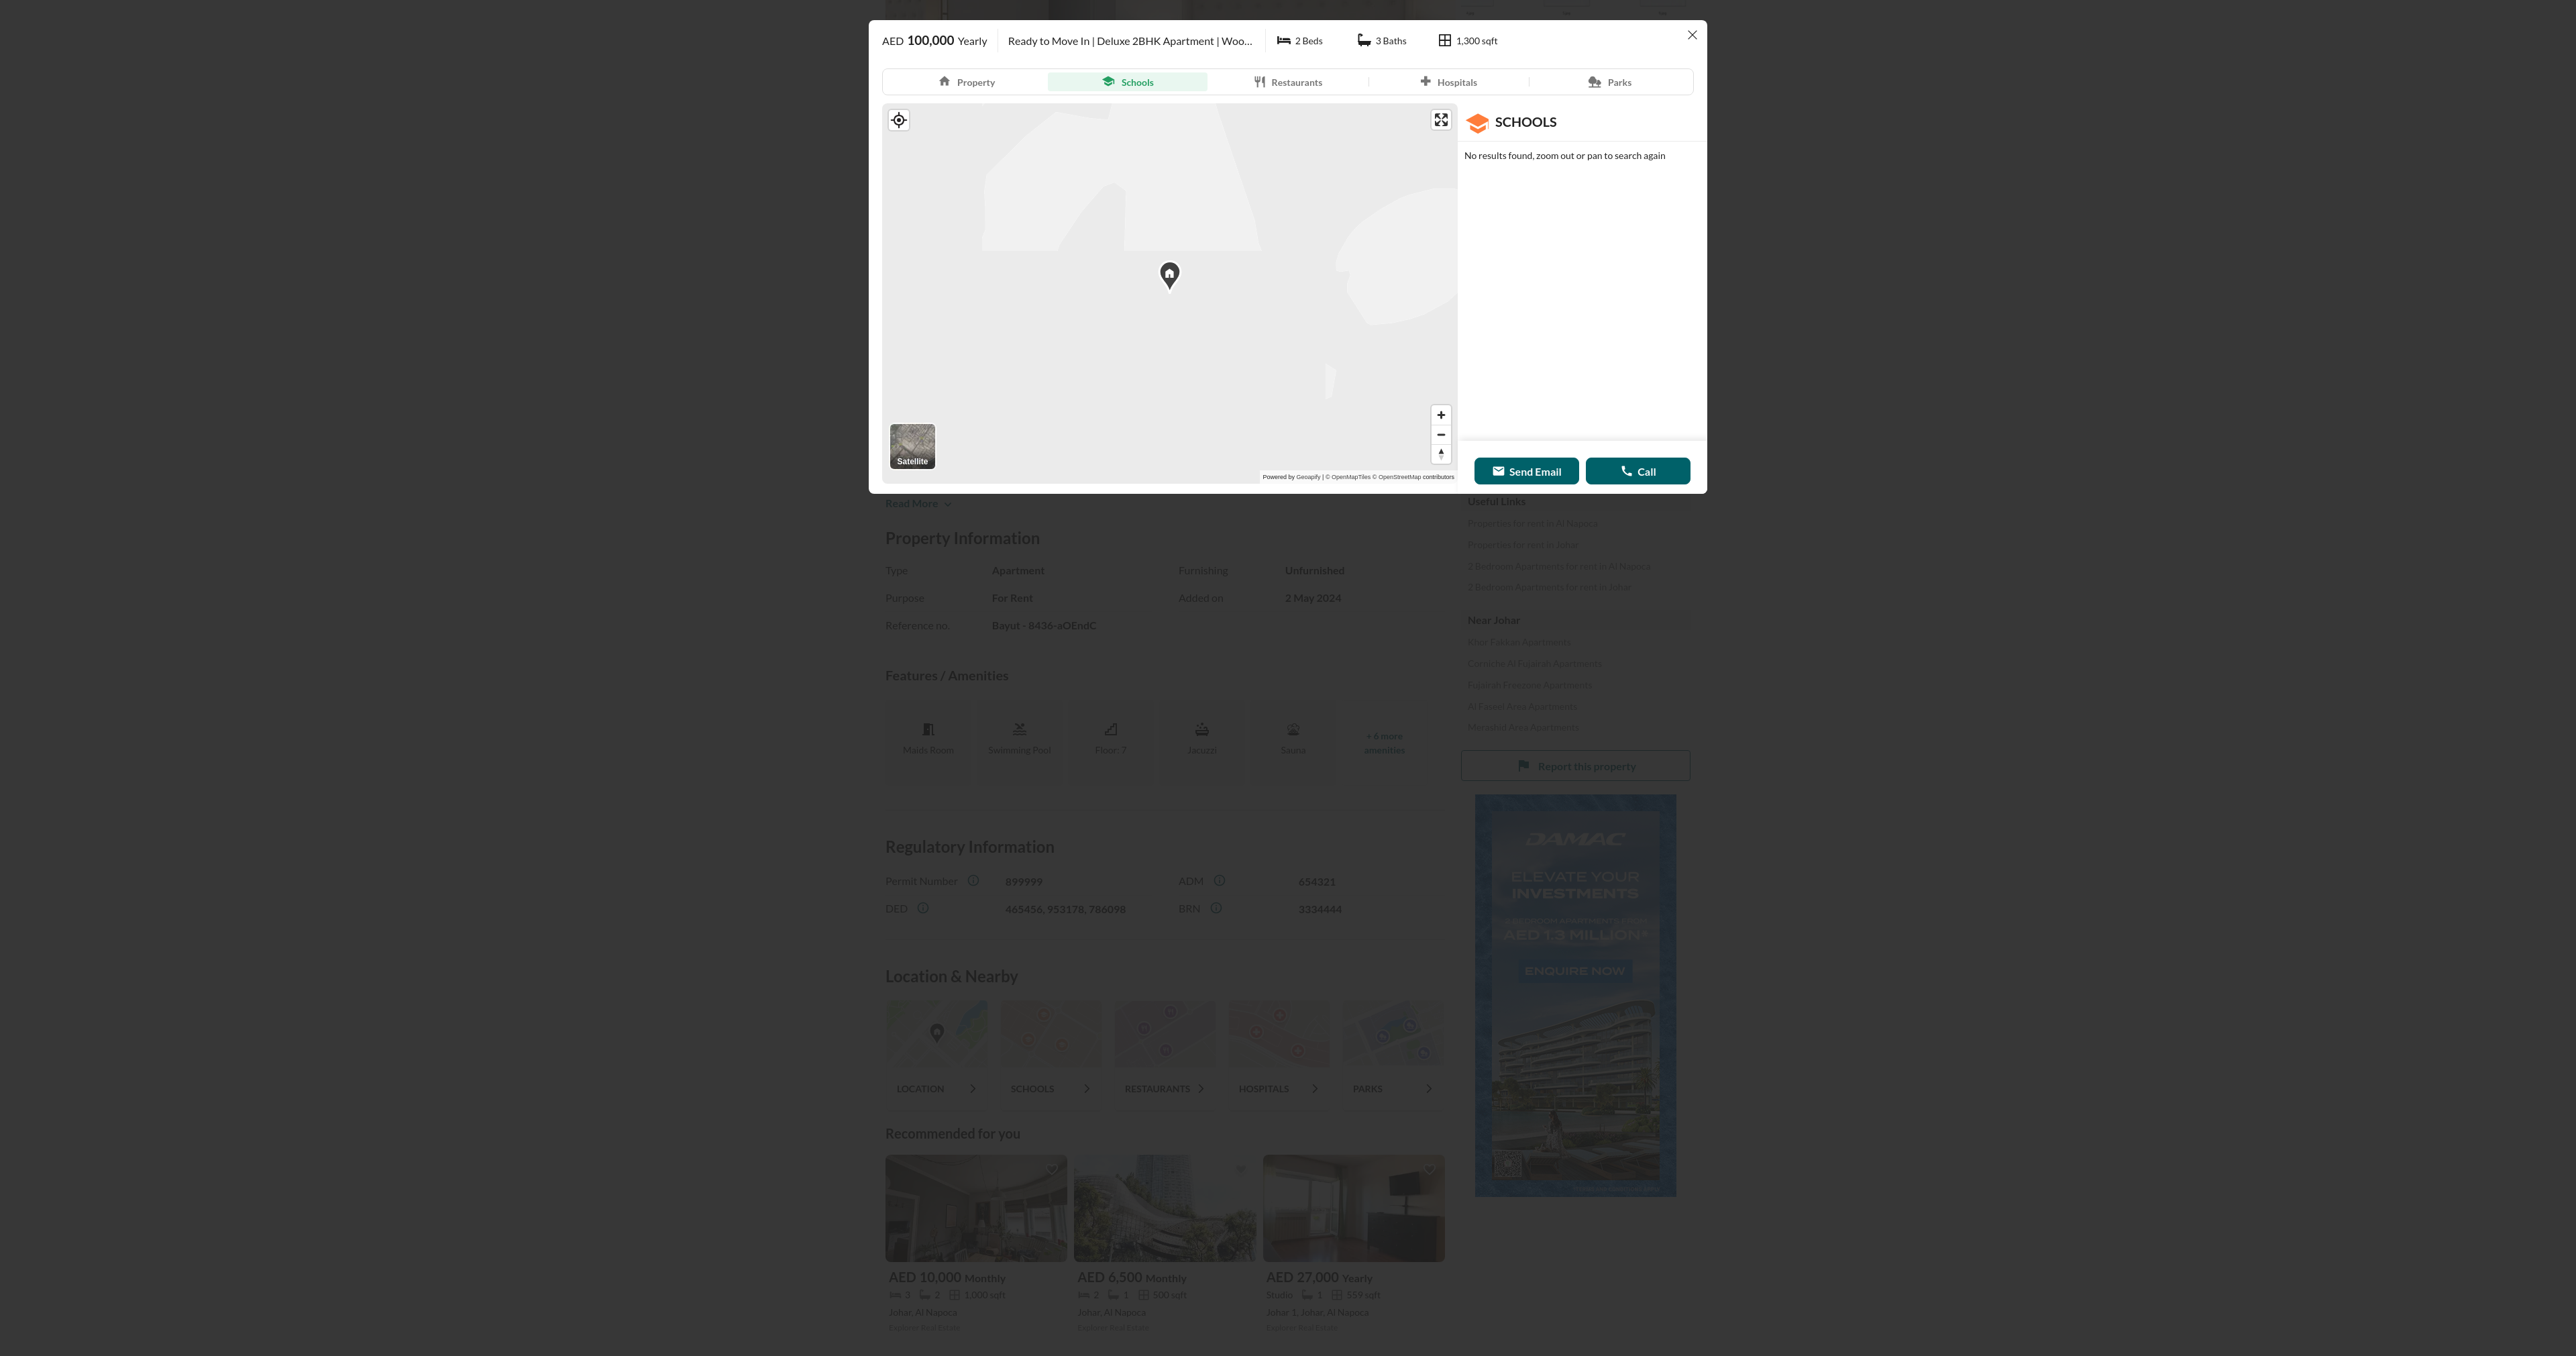 AED 100,000 Yearly
Ready to Move In | Deluxe 2BHK Apartment | Woo...
2 Beds
3 Baths
1,300 sqft
Property
Schools
Restaurants
Hospitals
Parks
SCHOOLS
No results found, zoom out or pan to search again
Satellite
Powered by Geoapify | © OpenMapTiles © OpenStreetMap contributors
Send Email
Call
Read More
Property Information
Type Apartment Furnishing Unfurnished
Purpose For Rent Added on 2 May 2024
Reference no. Bayut - 8436-aOEndC
Features / Amenities
Maids Room
Swimming Pool
Floor: 7
Jacuzzi
Sauna
+ 6 more
amenities
Regulatory Information
Permit Number 899999 ADM 654321
DED 465456, 953178, 786098 BRN 3334444
Location & Nearby
LOCATION
SCHOOLS
RESTAURANTS
HOSPITALS
PARKS
Recommended for you
AED 10,000 Monthly
2 1,000 sqft
Johar, Al Napoca
AED 6,500 Monthly
2 1 500 sqft
Johar, Al Napoca
AED 27,000 Yearly
Studio 1 559 sqft
Johar 1, Johar, Al Napoca
Useful Links
Properties for rent in Al Napoca
Properties for rent in Johar
2 Bedroom Apartments for rent in Al Napoca
2 Bedroom Apartments for rent in Johar
Near Johar
Khor Fakkan Apartments
Corniche Al Fujairah Apartments
Fujairah Freezone Apartments
Al Faseel Area Apartments
Merashid Area Apartments
Report this property
DAMAC
ELEVATE YOUR
INVESTMENTS
AED 1.3 MILLION*
ENQUIRE NOW